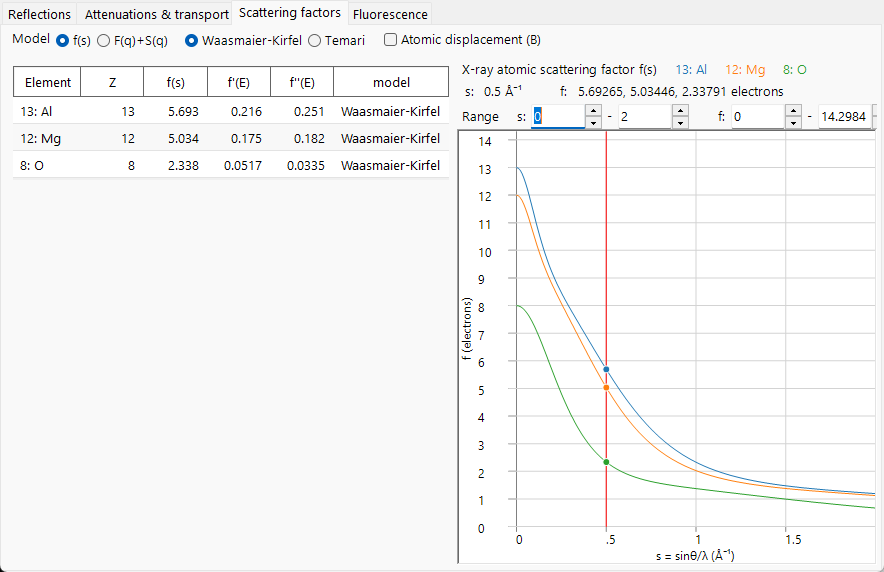 Reflections Attenuations & transport Scattering factors Fluorescence
Model f(s) F(q)+S(q) Waasmaier-Kirfel Temari Atomic displacement (B)
Element Z f(s) f'(E) f''(E) model
13: Al 13 5.693 0.216 0.251 Waasmaier-Kirfel
12: Mg 12 5.034 0.175 0.182 Waasmaier-Kirfel
8: O 8 2.338 0.0517 0.0335 Waasmaier-Kirfel
X-ray atomic scattering factor f(s) 13: Al 12: Mg 8: O
s: 0.5 Å⁻¹ f: 5.69265, 5.03446, 2.33791 electrons
Range s: 0 - 2 f: 0 - 14.2984
14
13
12
11
10
9
8
7
6
5
4
3
2
1
0
f (electrons)
0 .5 1 1.5
s = sinθ/λ (Å⁻¹)